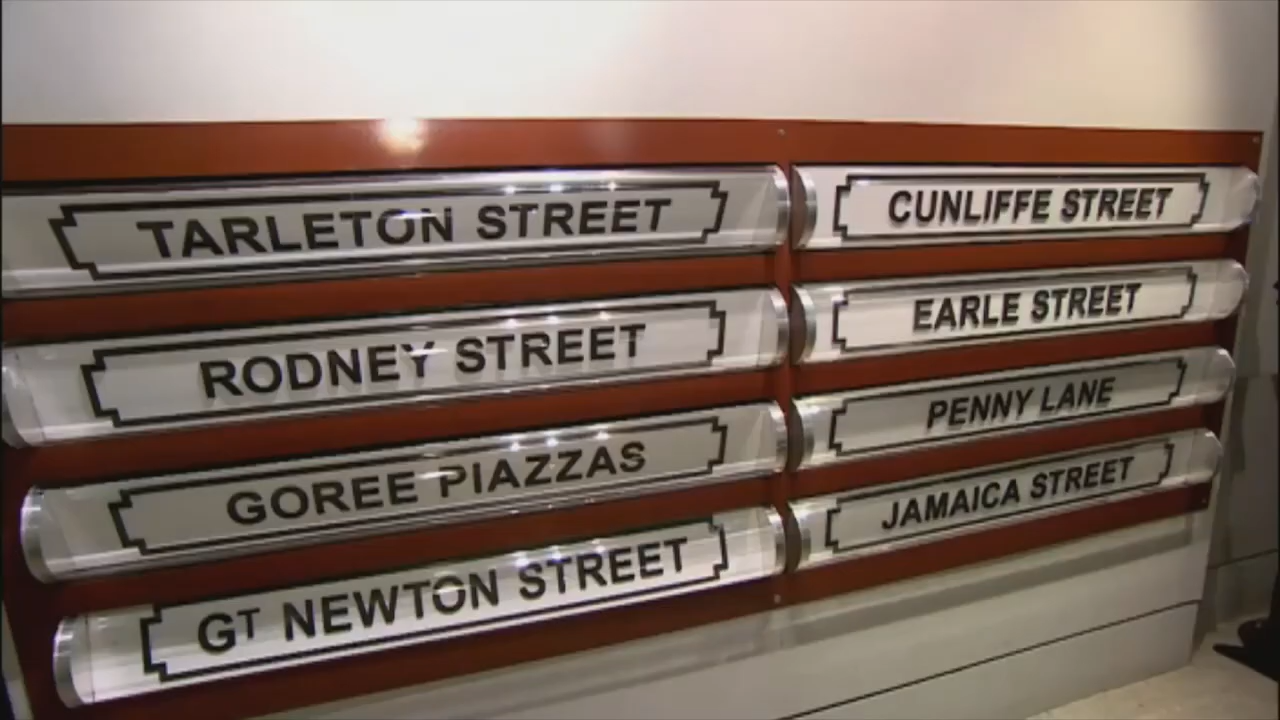 TARLETON STREET
RODNEY STREET
GOREE PIAZZAS
GT NEWTON STREET
CUNLIFFE STREET
EARLE STREET
PENNY LANE
JAMAICA STREET